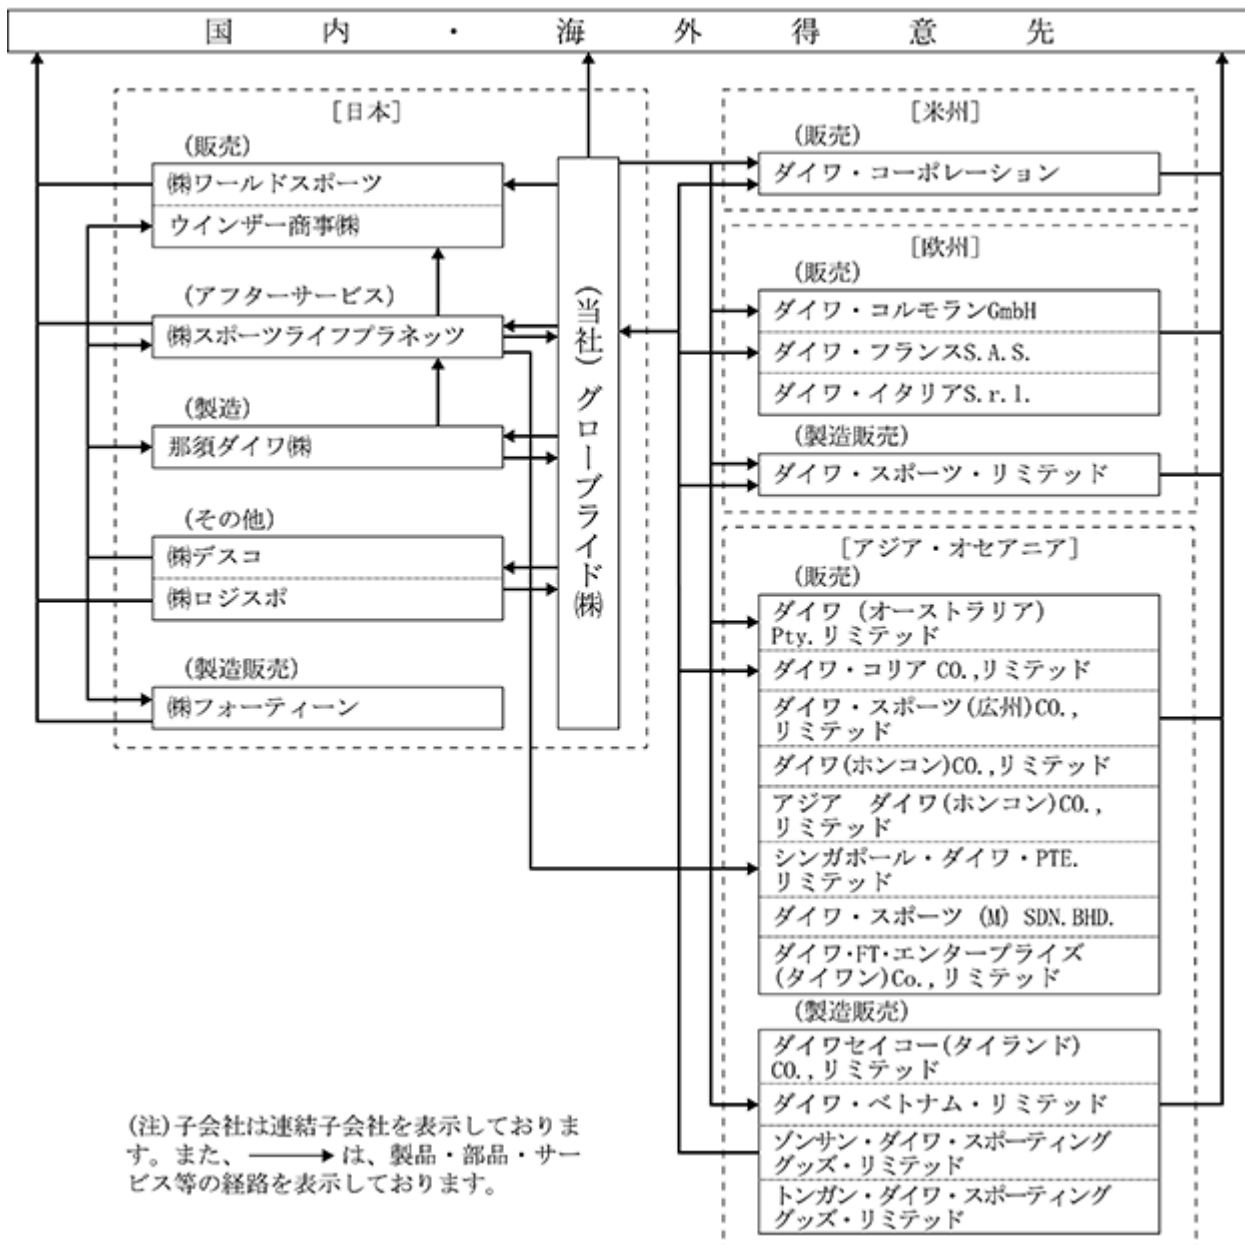 国内・海外得意先
［日本］
(販売)
㈱ワールドスポーツ
ウインザー商事㈱
(アフターサービス)
㈱スポーツライフプラネッツ
(製造)
那須ダイワ㈱
(その他)
㈱デスコ
㈱ロジスポ
(製造販売)
㈱フォーティーン
(当社)グローブライド㈱
［米州］
(販売)
ダイワ・コーポレーション
［欧州］
(販売)
ダイワ・コルモランGmbH
ダイワ・フランスS.A.S.
ダイワ・イタリアS.r.l.
(製造販売)
ダイワ・スポーツ・リミテッド
［アジア・オセアニア］
(販売)
ダイワ (オーストラリア)
Pty.リミテッド
ダイワ・コリア CO.,リミテッド
ダイワ・スポーツ(広州)CO.,
リミテッド
ダイワ(ホンコン)CO.,リミテッド
アジア　ダイワ(ホンコン)CO.,
リミテッド
シンガポール・ダイワ・PTE.
リミテッド
ダイワ・スポーツ (M) SDN.BHD.
ダイワ・FT・エンタープライズ
(タイワン)Co.,リミテッド
(製造販売)
ダイワセイコー(タイランド)
CO.,リミテッド
ダイワ・ベトナム・リミテッド
ゾンサン・ダイワ・スポーティング
グッズ・リミテッド
トンガン・ダイワ・スポーティング
グッズ・リミテッド
(注)子会社は連結子会社を表示しておりま
す。また、 は、製品・部品・サー
ビス等の経路を表示しております。